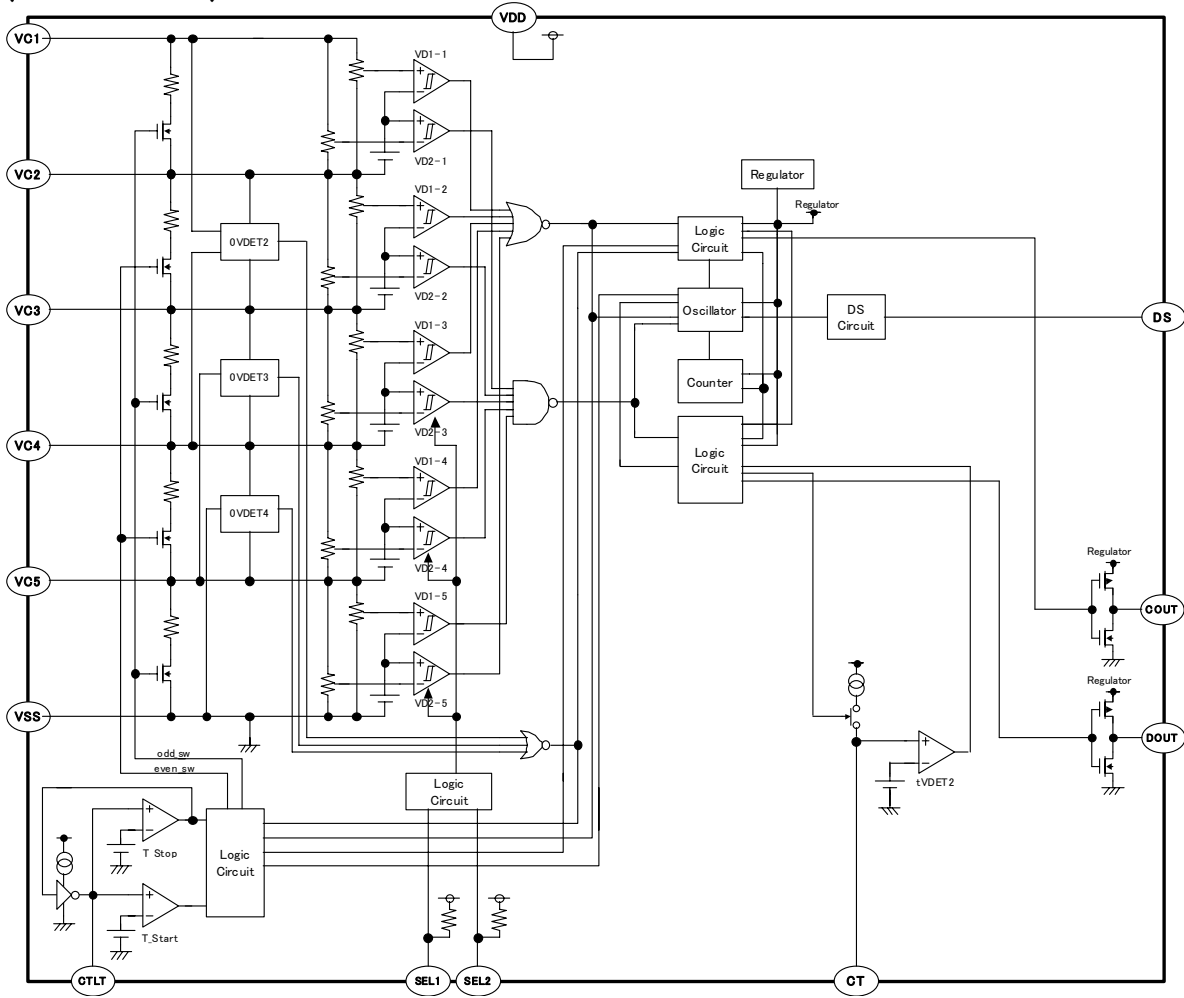 VDD
VC1
VD1-1
VD2-1
VC2
Regulator
VD1-2
Regulator
0VDET2
Logic
Circuit
VD2-2
VC3
Oscillator
DS
Circuit
DS
VD1-3
0VDET3
Counter
VD2-3
VC4
Logic
Circuit
VD1-4
0VDET4
VD2-4
VC5
Regulator
VD1-5
COUT
VD2-5
VSS
Regulator
DOUT
odd_sw
even_sw
Logic
Circuit
tVDET2
T_Stop
Logic
Circuit
T_Start
CTLT
SEL1
SEL2
CT